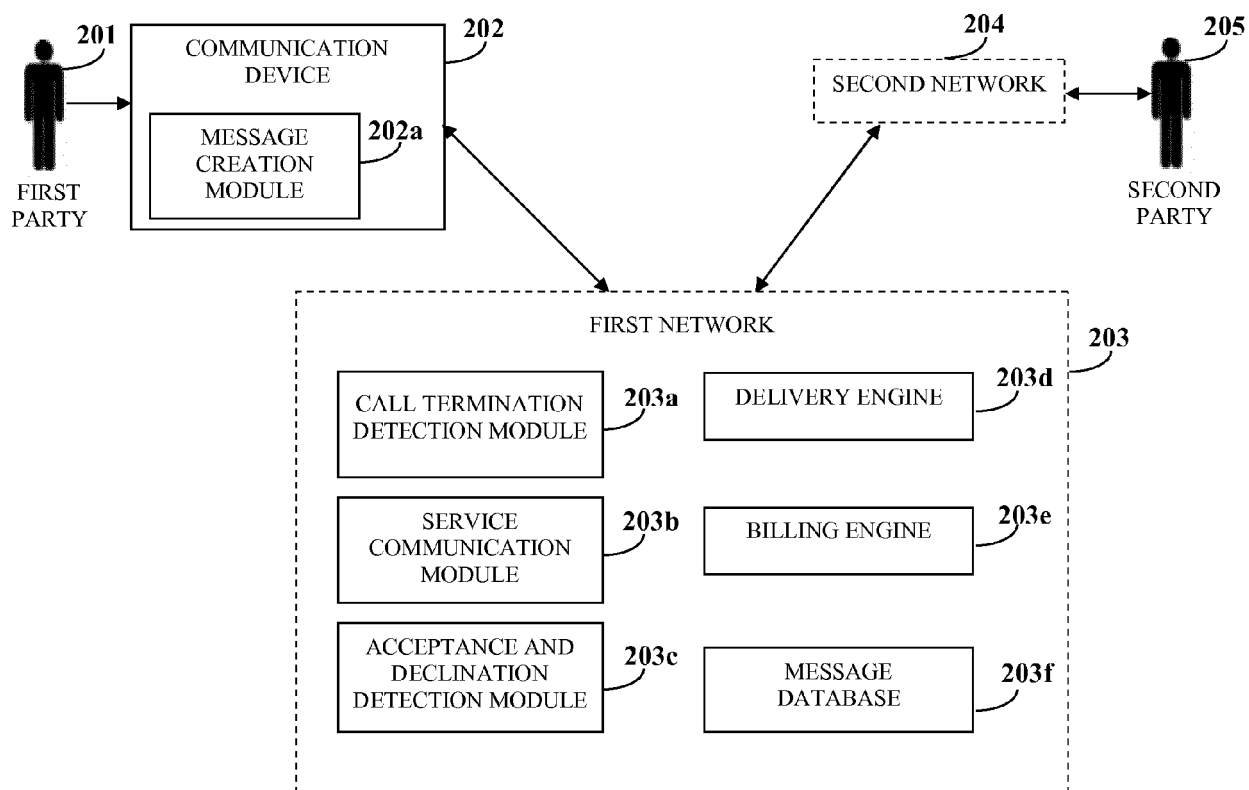 201
FIRST
PARTY
COMMUNICATION
DEVICE
202
MESSAGE
CREATION
MODULE
202a
204
SECOND NETWORK
205
SECOND
PARTY
FIRST NETWORK
203
CALL TERMINATION
DETECTION MODULE
203a
DELIVERY ENGINE
203d
SERVICE
COMMUNICATION
MODULE
203b
BILLING ENGINE
203e
ACCEPTANCE AND
DECLINATION
DETECTION MODULE
203c
MESSAGE
DATABASE
203f